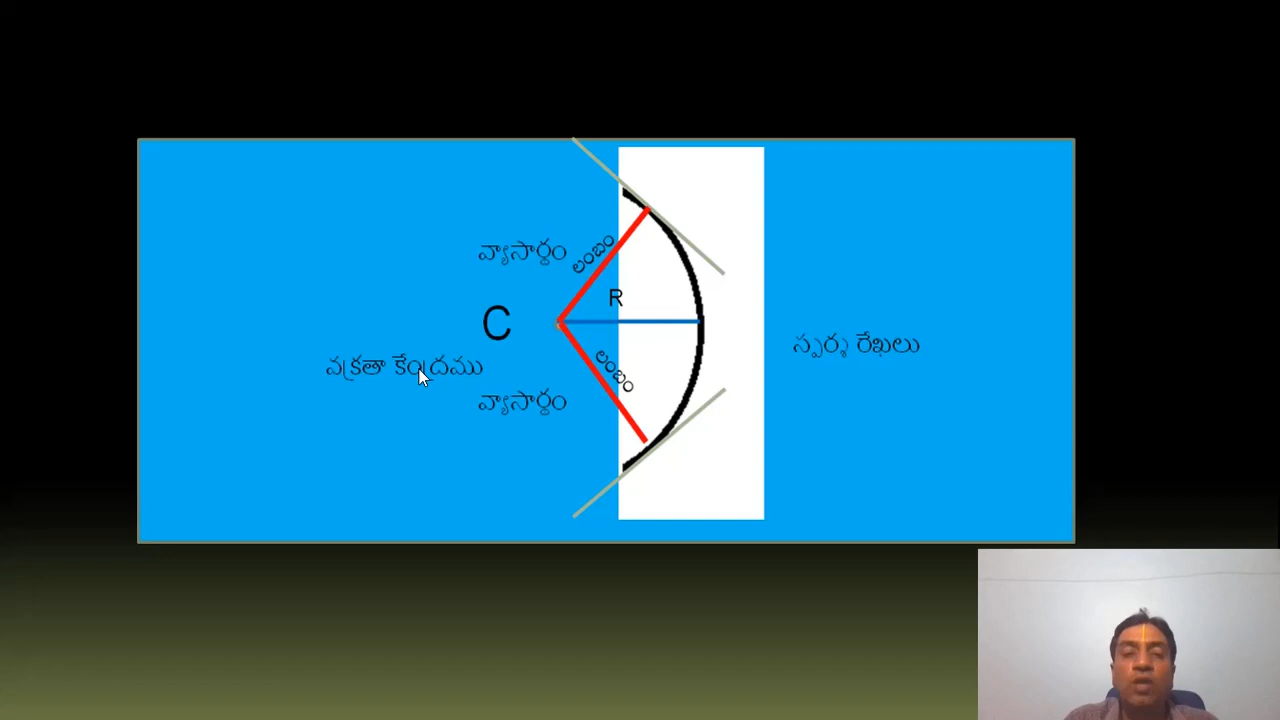 వ్యాసార్ధం
లంబం
R
C
స్పర్శ రేఖలు
వక్రతా కేంద్రము
లంబం
వ్యాసార్ధం